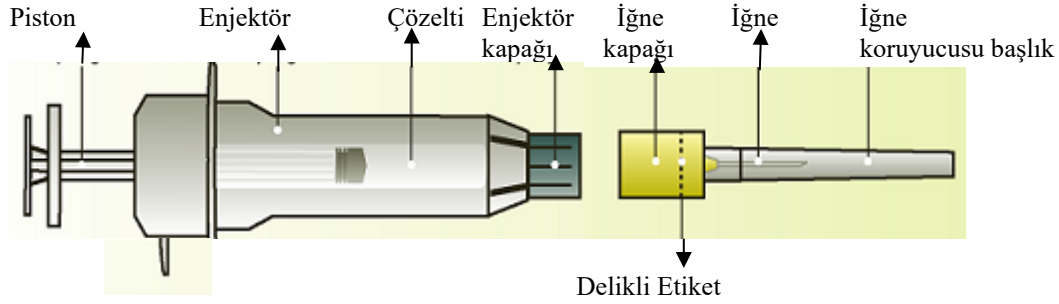 Piston Enjektör Çözelti Enjektör İğne İğne İğne
kapağı kapağı koruyucusu başlık
Delikli Etiket